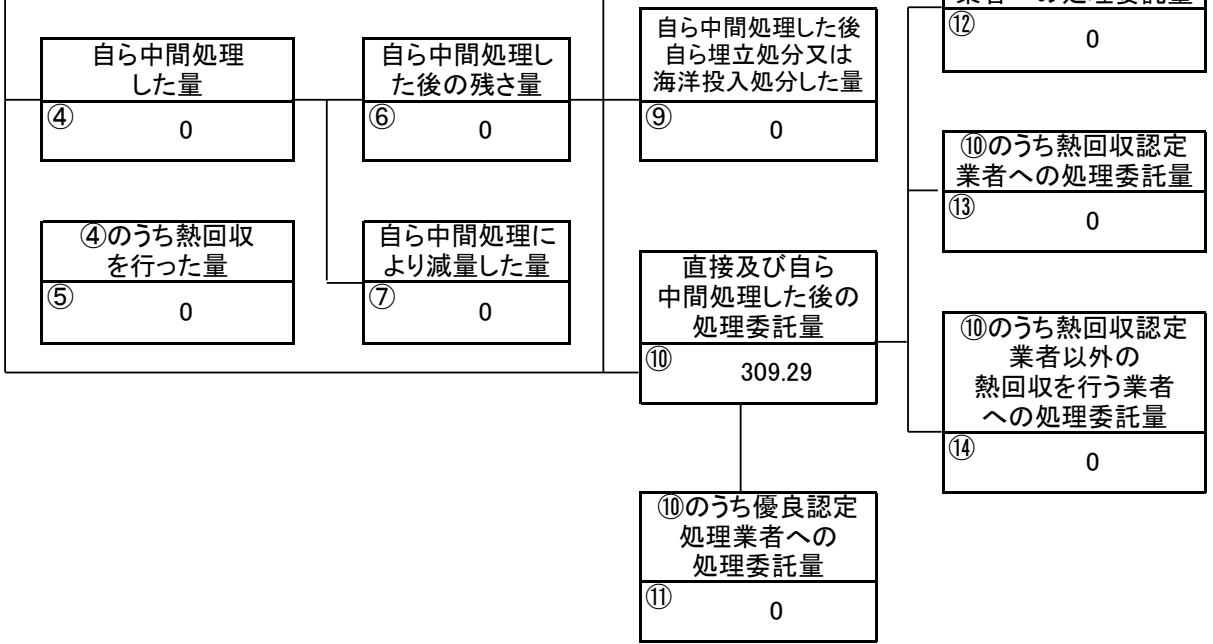 ⑫
0
自ら中間処理
した量
④
0
自ら中間処理し
た後の残さ量
⑥
0
自ら中間処理した後
自ら埋立処分又は
海洋投入処分した量
⑨
0
⑩のうち熱回収認定
業者への処理委託量
⑬
0
④のうち熱回収
を行った量
⑤
0
自ら中間処理に
より減量した量
⑦
0
直接及び自ら
中間処理した後の
処理委託量
⑩
309.29
⑩のうち熱回収認定
業者以外の
熱回収を行う業者
への処理委託量
⑭
0
⑩のうち優良認定
処理業者への
処理委託量
⑪
0